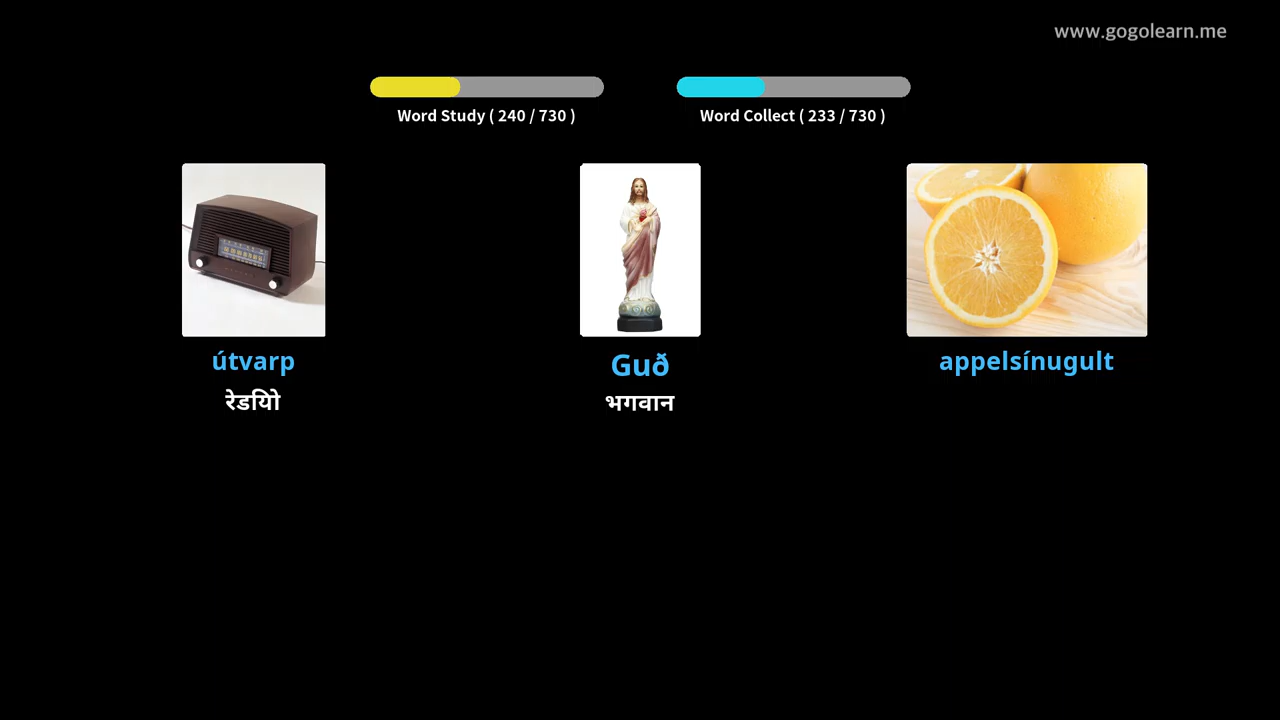 www.gogolearn.me
Word Study ( 240 / 730 )
Word Collect ( 233 / 730 )
útvarp
Guð
appelsínugult
रेडियो
भगवान